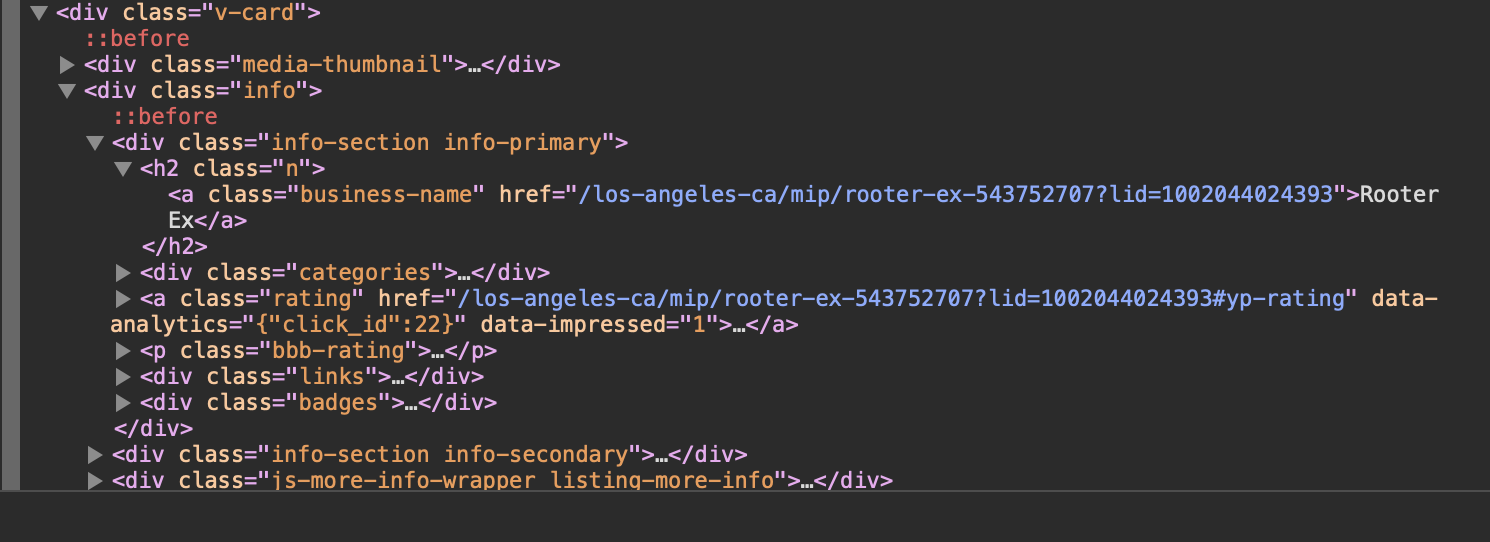 ▼<div class="v-card">
::before
▶<div class="media-thumbnail">…</div>
▼<div class="info">
::before
▼<div class="info-section info-primary">
▼<h2 class="n">
<a class="business-name" href="/los-angeles-ca/mip/rooter-ex-543752707?lid=1002044024393">Rooter
Ex</a>
</h2>
▶<div class="categories">…</div>
▶<a class="rating" href="/los-angeles-ca/mip/rooter-ex-543752707?lid=1002044024393#yp-rating" data-
analytics="{"click_id":22}" data-impressed="1">…</a>
▶<p class="bbb-rating">…</p>
▶<div class="links">…</div>
▶<div class="badges">…</div>
</div>
▶<div class="info-section info-secondary">…</div>
▶<div class="js-more-info-wrapper listing-more-info">…</div>